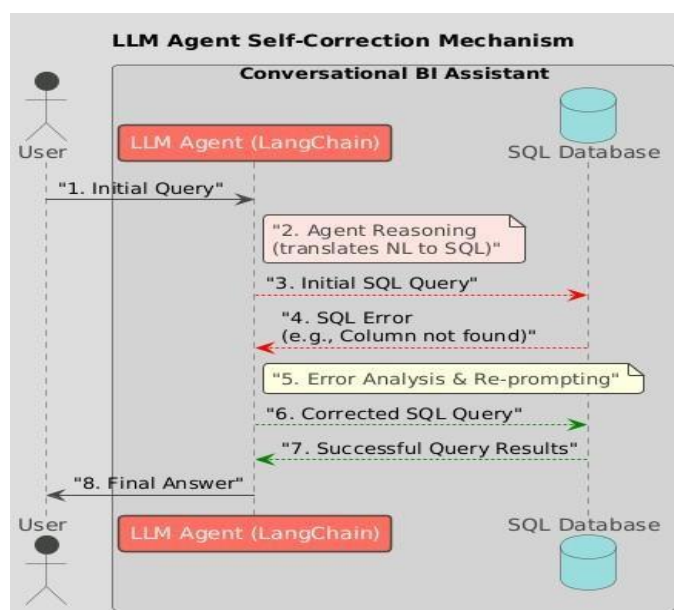 LLM Agent Self-Correction Mechanism
Conversational BI Assistant
User
LLM Agent (LangChain)
SQL Database
"1. Initial Query"
"2. Agent Reasoning
(translates NL to SQL)"
"3. Initial SQL Query"
"4. SQL Error
(e.g., Column not found)"
"5. Error Analysis & Re-prompting"
"6. Corrected SQL Query"
"7. Successful Query Results"
"8. Final Answer"
User
LLM Agent (LangChain)
SQL Database